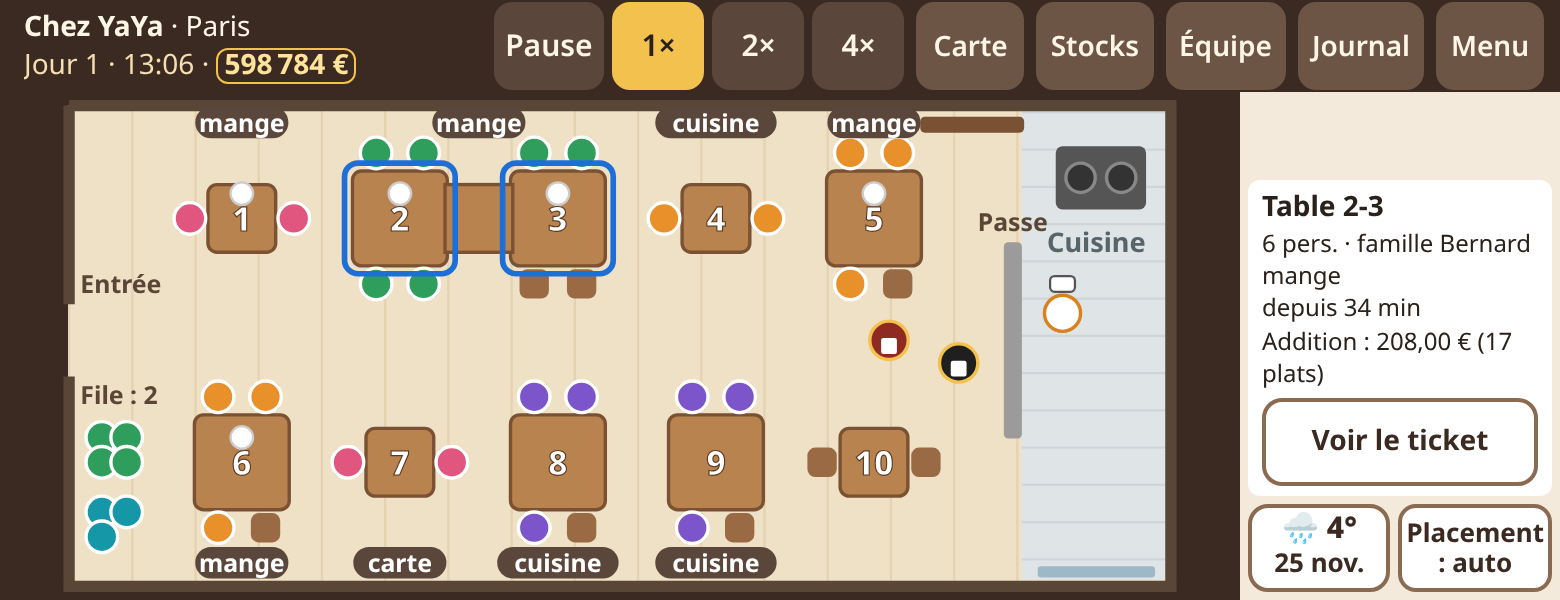 Chez YaYa · Paris
Jour 1 · 13:06 · 598 784 €
Pause
1×
2×
4×
Carte
Stocks
Équipe
Journal
Menu
mange
mange
cuisine
mange
1
2
3
4
5
Passe
Cuisine
Entrée
File : 2
6
7
8
9
10
mange
carte
cuisine
cuisine
Table 2-3
6 pers. · famille Bernard
mange
depuis 34 min
Addition : 208,00 € (17
plats)
Voir le ticket
4°
25 nov.
Placement
: auto